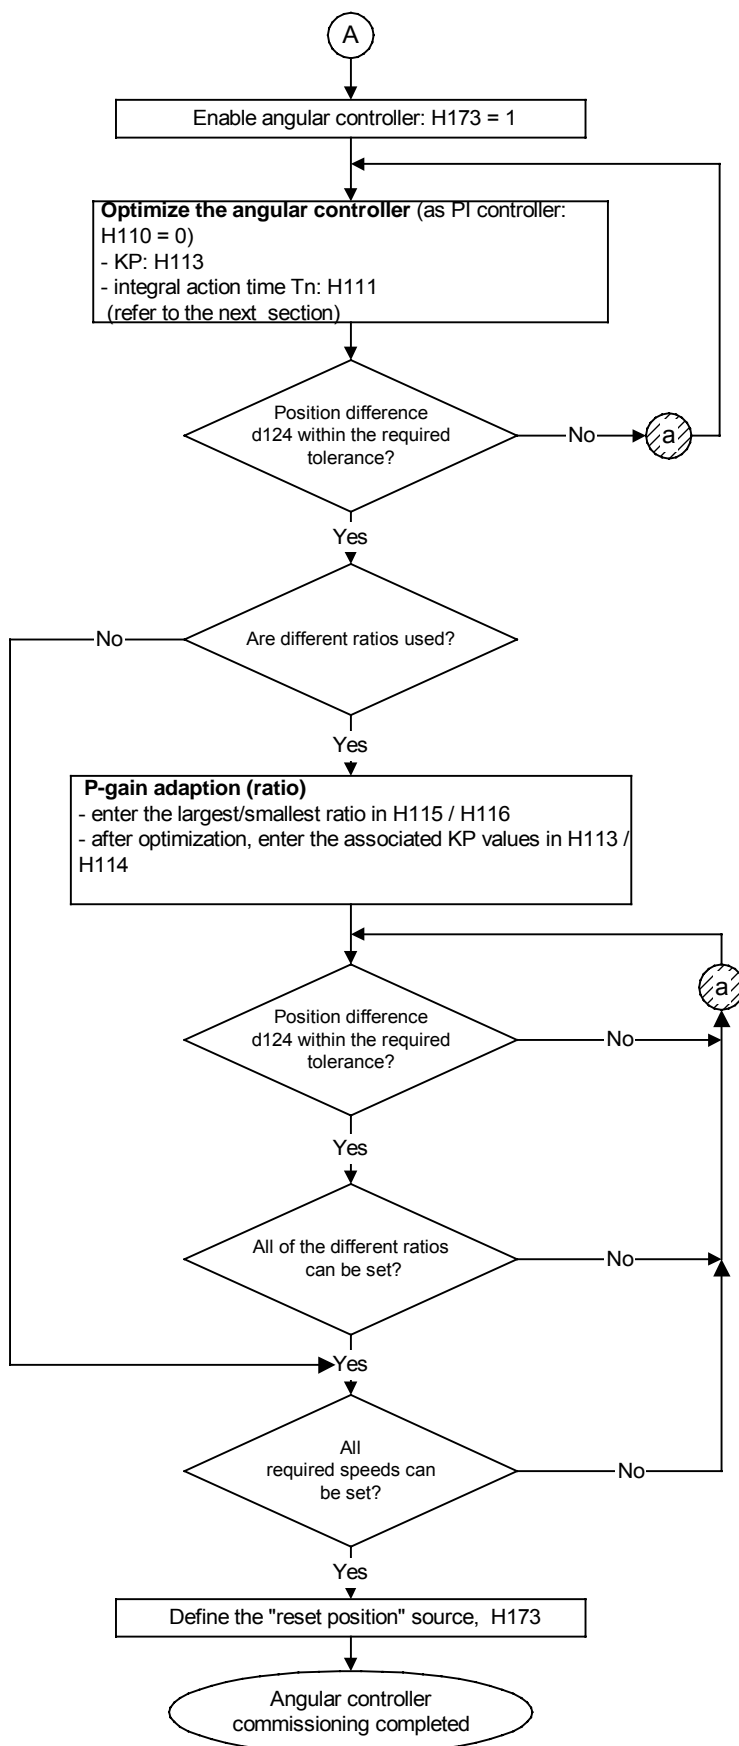 A
Enable angular controller: H173 = 1
Optimize the angular controller (as PI controller:
H110 = 0)
- KP: H113
- integral action time Tn: H111
(refer to the next section)
Position difference
d124 within the required
tolerance?
No
a
Yes
Are different ratios used?
No
Yes
P-gain adaption (ratio)
- enter the largest/smallest ratio in H115 / H116
- after optimization, enter the associated KP values in H113 /
H114
a
Position difference
d124 within the required
tolerance?
No
Yes
All of the different ratios
can be set?
No
Yes
All
required speeds can
be set?
No
Yes
Define the "reset position" source, H173
Angular controller
commissioning completed